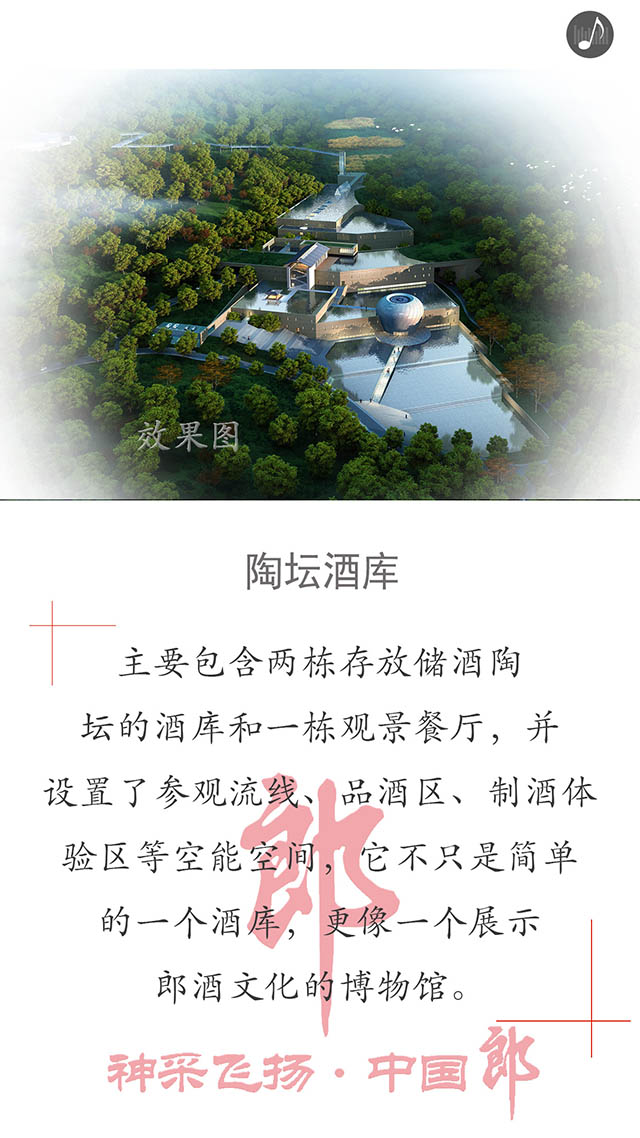 效果图
陶坛酒库
主要包含两栋存放储酒陶
坛的酒库和一栋观景餐厅，并
设置了参观流线、品酒区、制酒体
验区等空能空间，它不只是简单
的一个酒库，更像一个展示
郎酒文化的博物馆。
郎
神采飞扬·中国郎